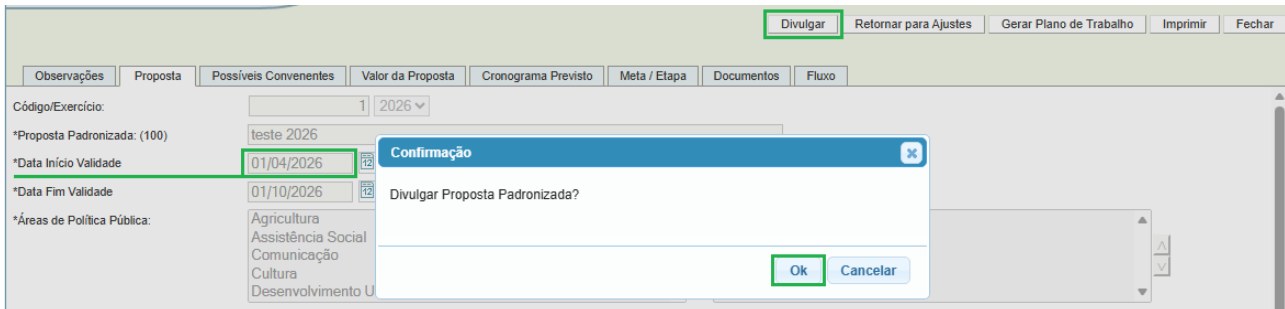 Divulgar Retornar para Ajustes Gerar Plano de Trabalho Imprimir Fechar
Observações Proposta Possíveis Convenentes Valor da Proposta Cronograma Previsto Meta / Etapa Documentos Fluxo
Código/Exercício: 1 2026
*Proposta Padronizada: (100) teste 2026
*Data Início Validade 01/04/2026 12
Confirmação
*Data Fim Validade 01/10/2026 12
Divulgar Proposta Padronizada?
*Áreas de Política Pública: Agricultura
Assistência Social
Comunicação
Cultura
Desenvolvimento U
Ok Cancelar